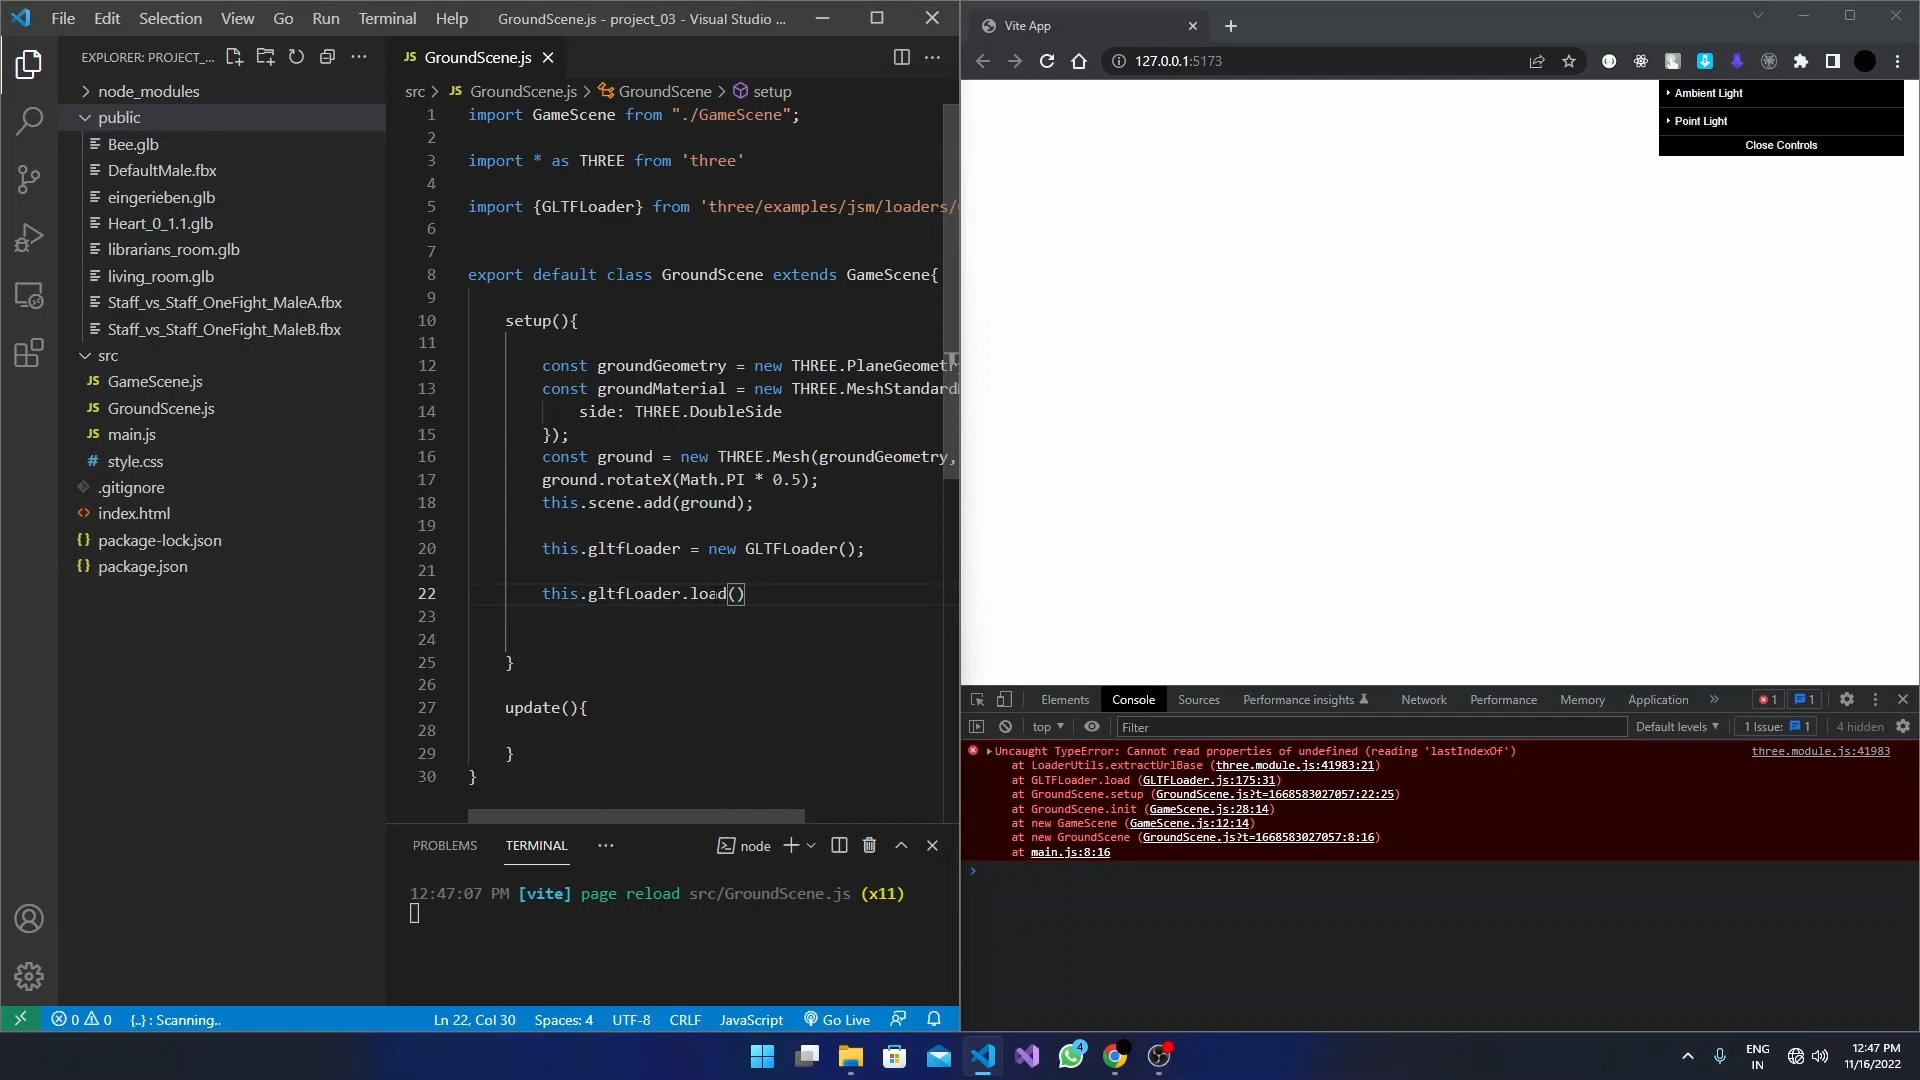 File Edit Selection View Go Run Terminal Help GroundScene.js - project_03 - Visual Studio ...
EXPLORER: PROJECT_...
node_modules
public
Bee.glb
DefaultMale.fbx
eingerieben.glb
Heart_0_1.1.glb
librarians_room.glb
living_room.glb
Staff_vs_Staff_OneFight_MaleA.fbx
Staff_vs_Staff_OneFight_MaleB.fbx
src
JS GameScene.js
JS GroundScene.js
JS main.js
# style.css
.gitignore
<> index.html
{} package-lock.json
{} package.json
JS GroundScene.js
src > JS GroundScene.js > GroundScene > setup
1 import GameScene from "./GameScene";
2
3 import * as THREE from 'three'
4
5 import {GLTFLoader} from 'three/examples/jsm/loaders/
6
7
8 export default class GroundScene extends GameScene{
9
10 setup(){
11
12 const groundGeometry = new THREE.PlaneGeometr
13 const groundMaterial = new THREE.MeshStandard
14 side: THREE.DoubleSide
15 });
16 const ground = new THREE.Mesh(groundGeometry,
17 ground.rotateX(Math.PI * 0.5);
18 this.scene.add(ground);
19
20 this.gltfLoader = new GLTFLoader();
21
22 this.gltfLoader.load()
23
24
25 }
26
27 update(){
28
29 }
30 }
PROBLEMS TERMINAL ... node
12:47:07 PM [vite] page reload src/GroundScene.js (x11)
0 0 {..} : Scanning.. Ln 22, Col 30 Spaces: 4 UTF-8 CRLF JavaScript Go Live
Vite App
127.0.0.1:5173
Ambient Light
Point Light
Close Controls
Elements Console Sources Performance insights Network Performance Memory Application » 1 1
top Filter Default levels 1 Issue: 1 4 hidden
Uncaught TypeError: Cannot read properties of undefined (reading 'lastIndexOf') three.module.js:41983
at LoaderUtils.extractUrlBase (three.module.js:41983:21)
at GLTFLoader.load (GLTFLoader.js:175:31)
at GroundScene.setup (GroundScene.js?t=1668583027057:22:25)
at GroundScene.init (GameScene.js:28:14)
at new GameScene (GameScene.js:12:14)
at new GroundScene (GroundScene.js?t=1668583027057:8:16)
at main.js:8:16
4
ENG
IN
12:47 PM
11/16/2022